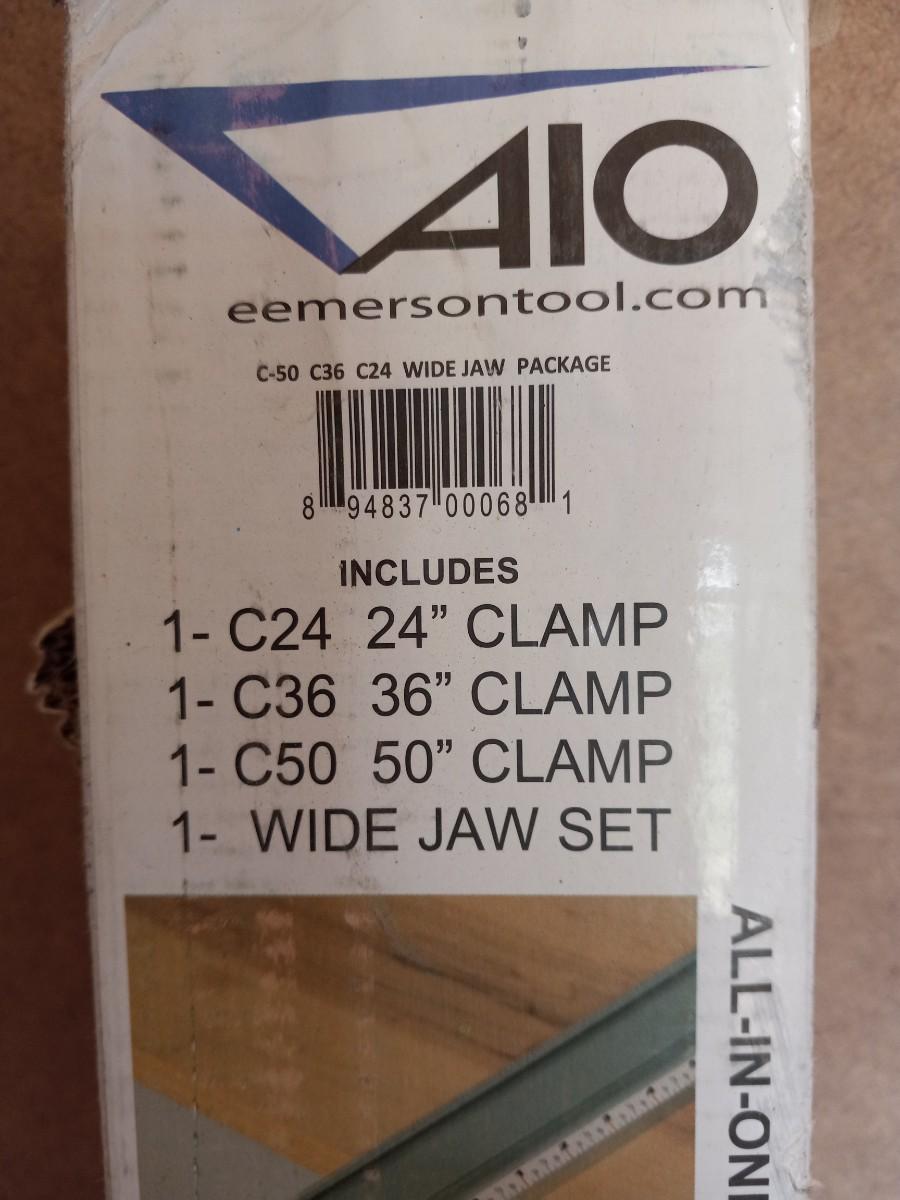 AIO
eemersontool.com
C-50 C36 C24 WIDE JAW PACKAGE
8 94837 00068 1
INCLUDES
1- C24 24” CLAMP
1- C36 36” CLAMP
1- C50 50” CLAMP
1- WIDE JAW SET
ALL-IN-ON